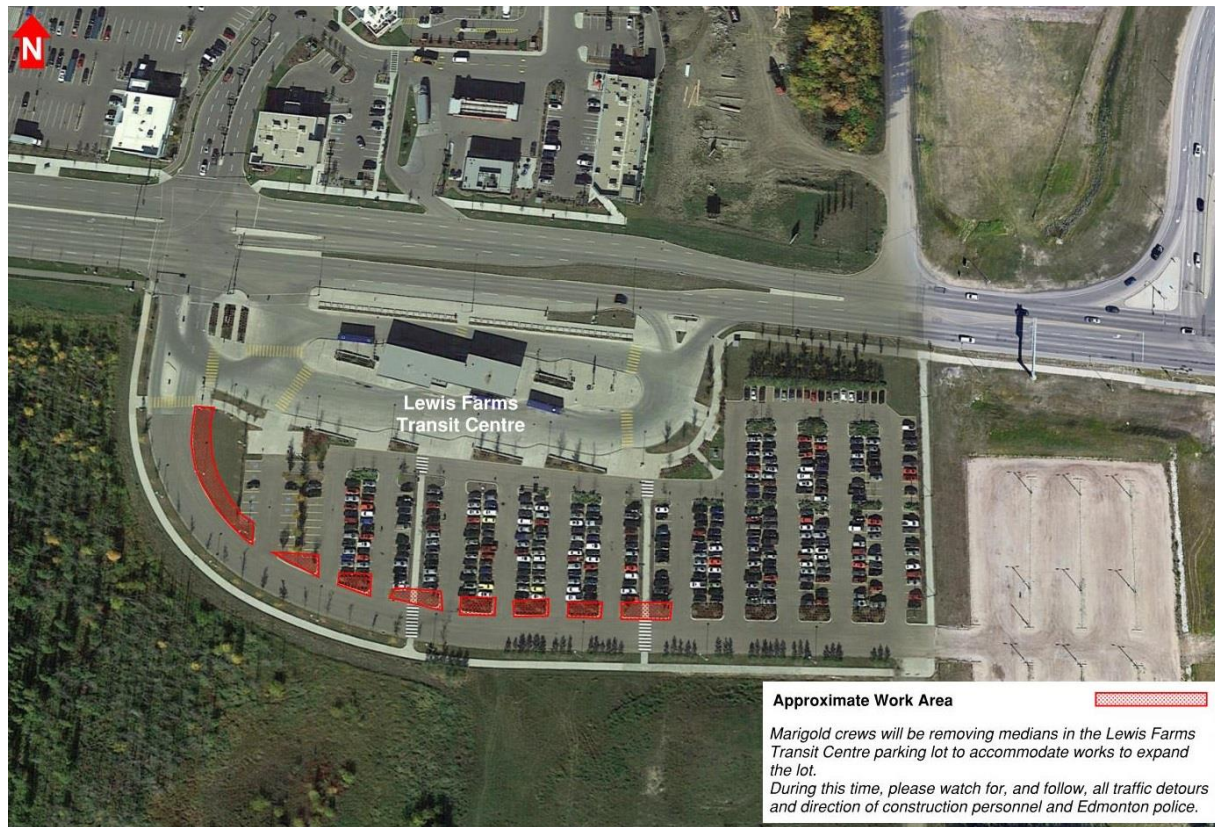 N
Lewis Farms
Transit Centre
Approximate Work Area
Marigold crews will be removing medians in the Lewis Farms
Transit Centre parking lot to accommodate works to expand
the lot.
During this time, please watch for, and follow, all traffic detours
and direction of construction personnel and Edmonton police.